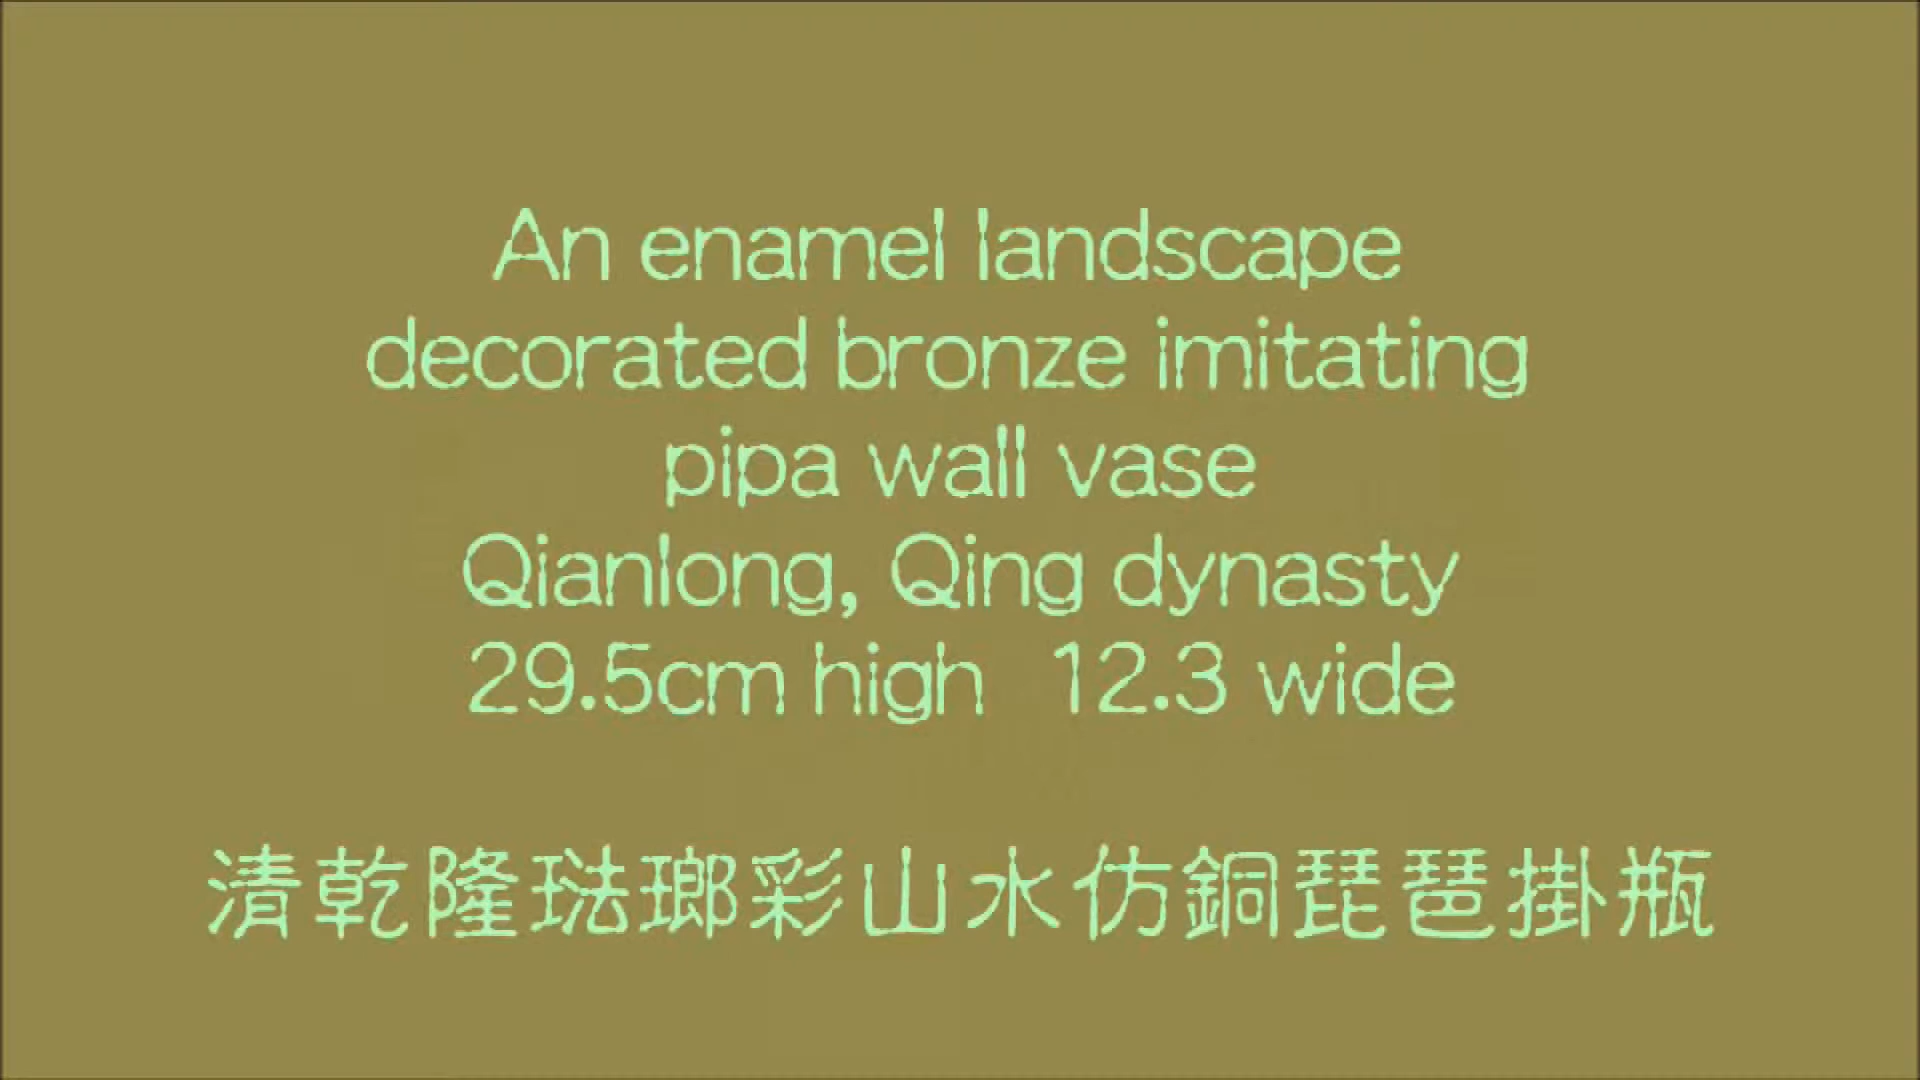 An enamel landscape
decorated bronze imitating
pipa wall vase
Qianlong, Qing dynasty
29.5cm high  12.3 wide
清乾隆琺瑯彩山水仿銅琵琶掛瓶